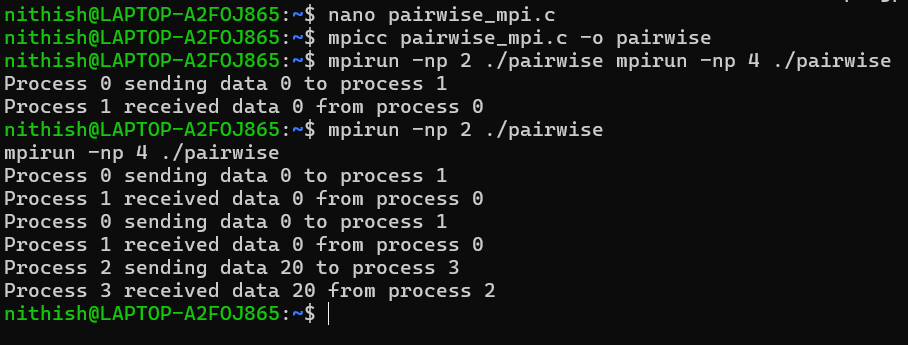 nithish@LAPTOP-A2FOJ865:~$ nano pairwise_mpi.c
nithish@LAPTOP-A2FOJ865:~$ mpicc pairwise_mpi.c -o pairwise
nithish@LAPTOP-A2FOJ865:~$ mpirun -np 2 ./pairwise mpirun -np 4 ./pairwise
Process 0 sending data 0 to process 1
Process 1 received data 0 from process 0
nithish@LAPTOP-A2FOJ865:~$ mpirun -np 2 ./pairwise
mpirun -np 4 ./pairwise
Process 0 sending data 0 to process 1
Process 1 received data 0 from process 0
Process 0 sending data 0 to process 1
Process 1 received data 0 from process 0
Process 2 sending data 20 to process 3
Process 3 received data 20 from process 2
nithish@LAPTOP-A2FOJ865:~$